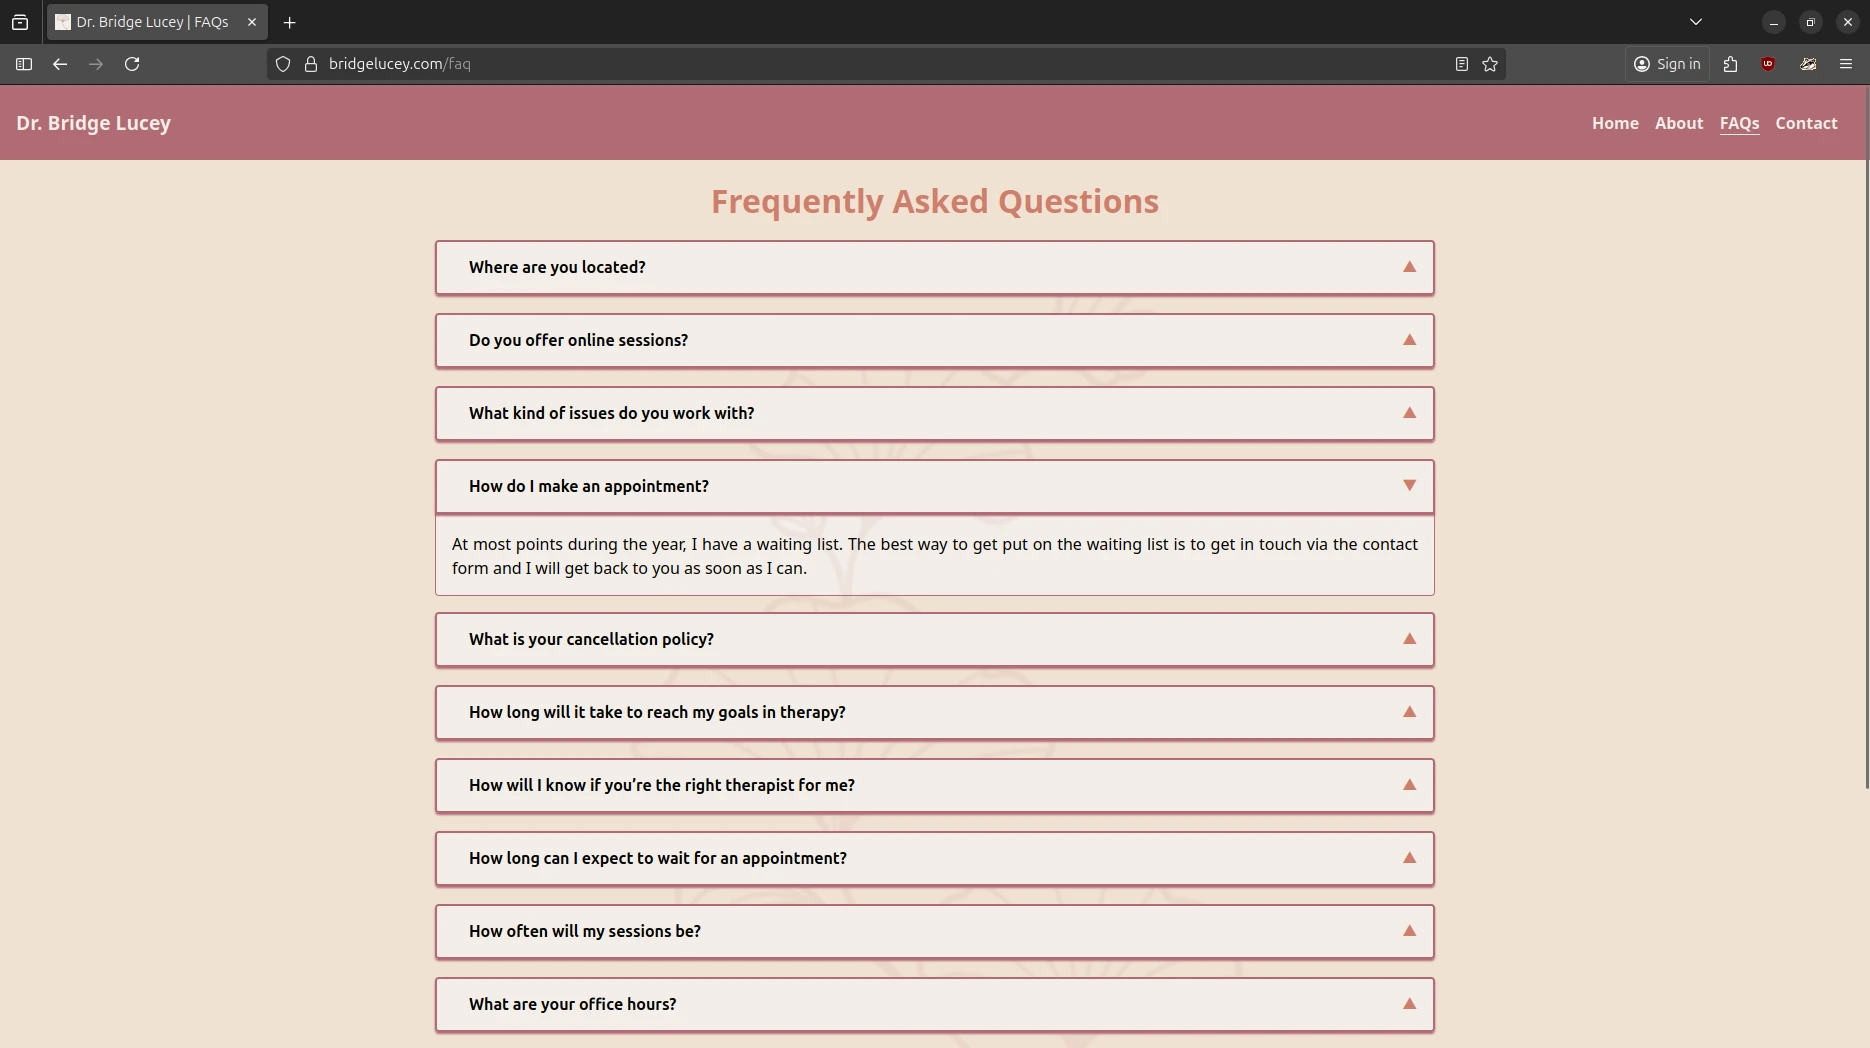 Dr. Bridge Lucey | FAQs
bridgelucey.com/faq
Sign in
Dr. Bridge Lucey
Home
About
FAQs
Contact
Frequently Asked Questions
Where are you located?
Do you offer online sessions?
What kind of issues do you work with?
How do I make an appointment?
At most points during the year, I have a waiting list. The best way to get put on the waiting list is to get in touch via the contact
form and I will get back to you as soon as I can.
What is your cancellation policy?
How long will it take to reach my goals in therapy?
How will I know if you’re the right therapist for me?
How long can I expect to wait for an appointment?
How often will my sessions be?
What are your office hours?